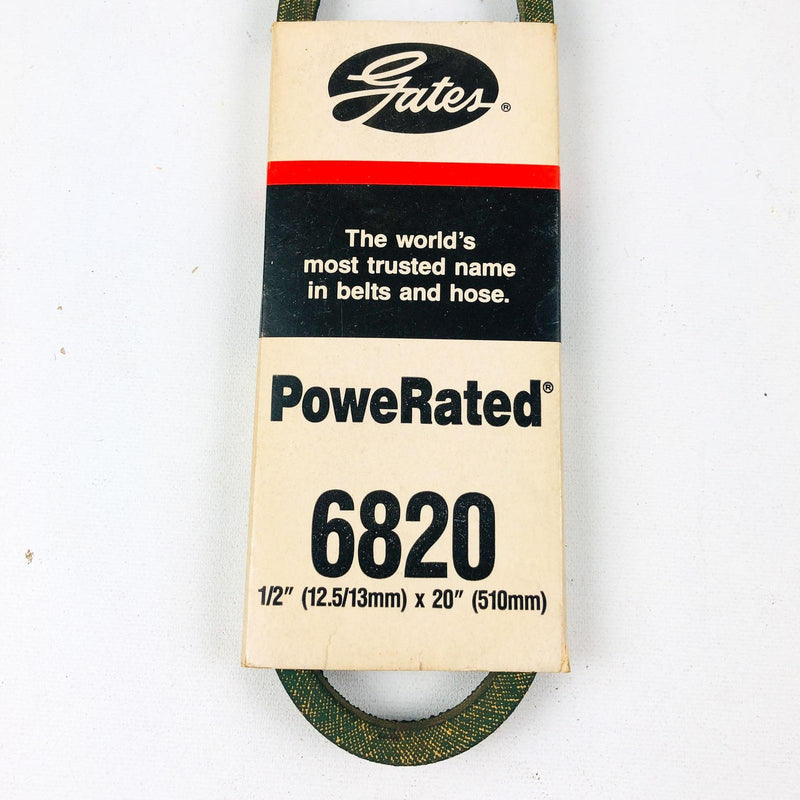 Gates®
The world's
most trusted name
in belts and hose.
PoweRated®
6820
1/2" (12.5/13mm) x 20" (510mm)